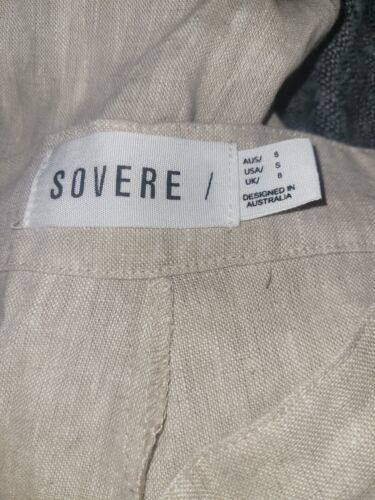 SOVERE /
AUS/ 8
USA/ S
UK/ 8
DESIGNED IN
AUSTRALIA